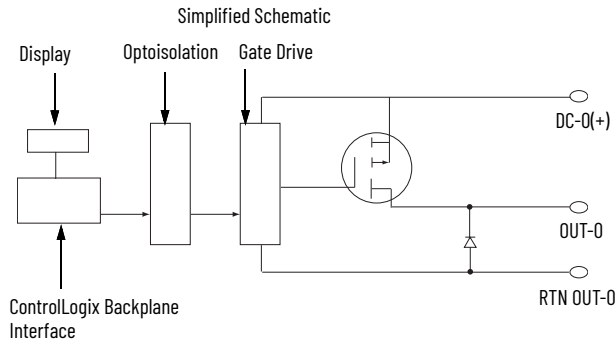 Simplified Schematic
Display
Optoisolation
Gate Drive
DC-0(+)
OUT-0
RTN OUT-0
ControlLogix Backplane
Interface